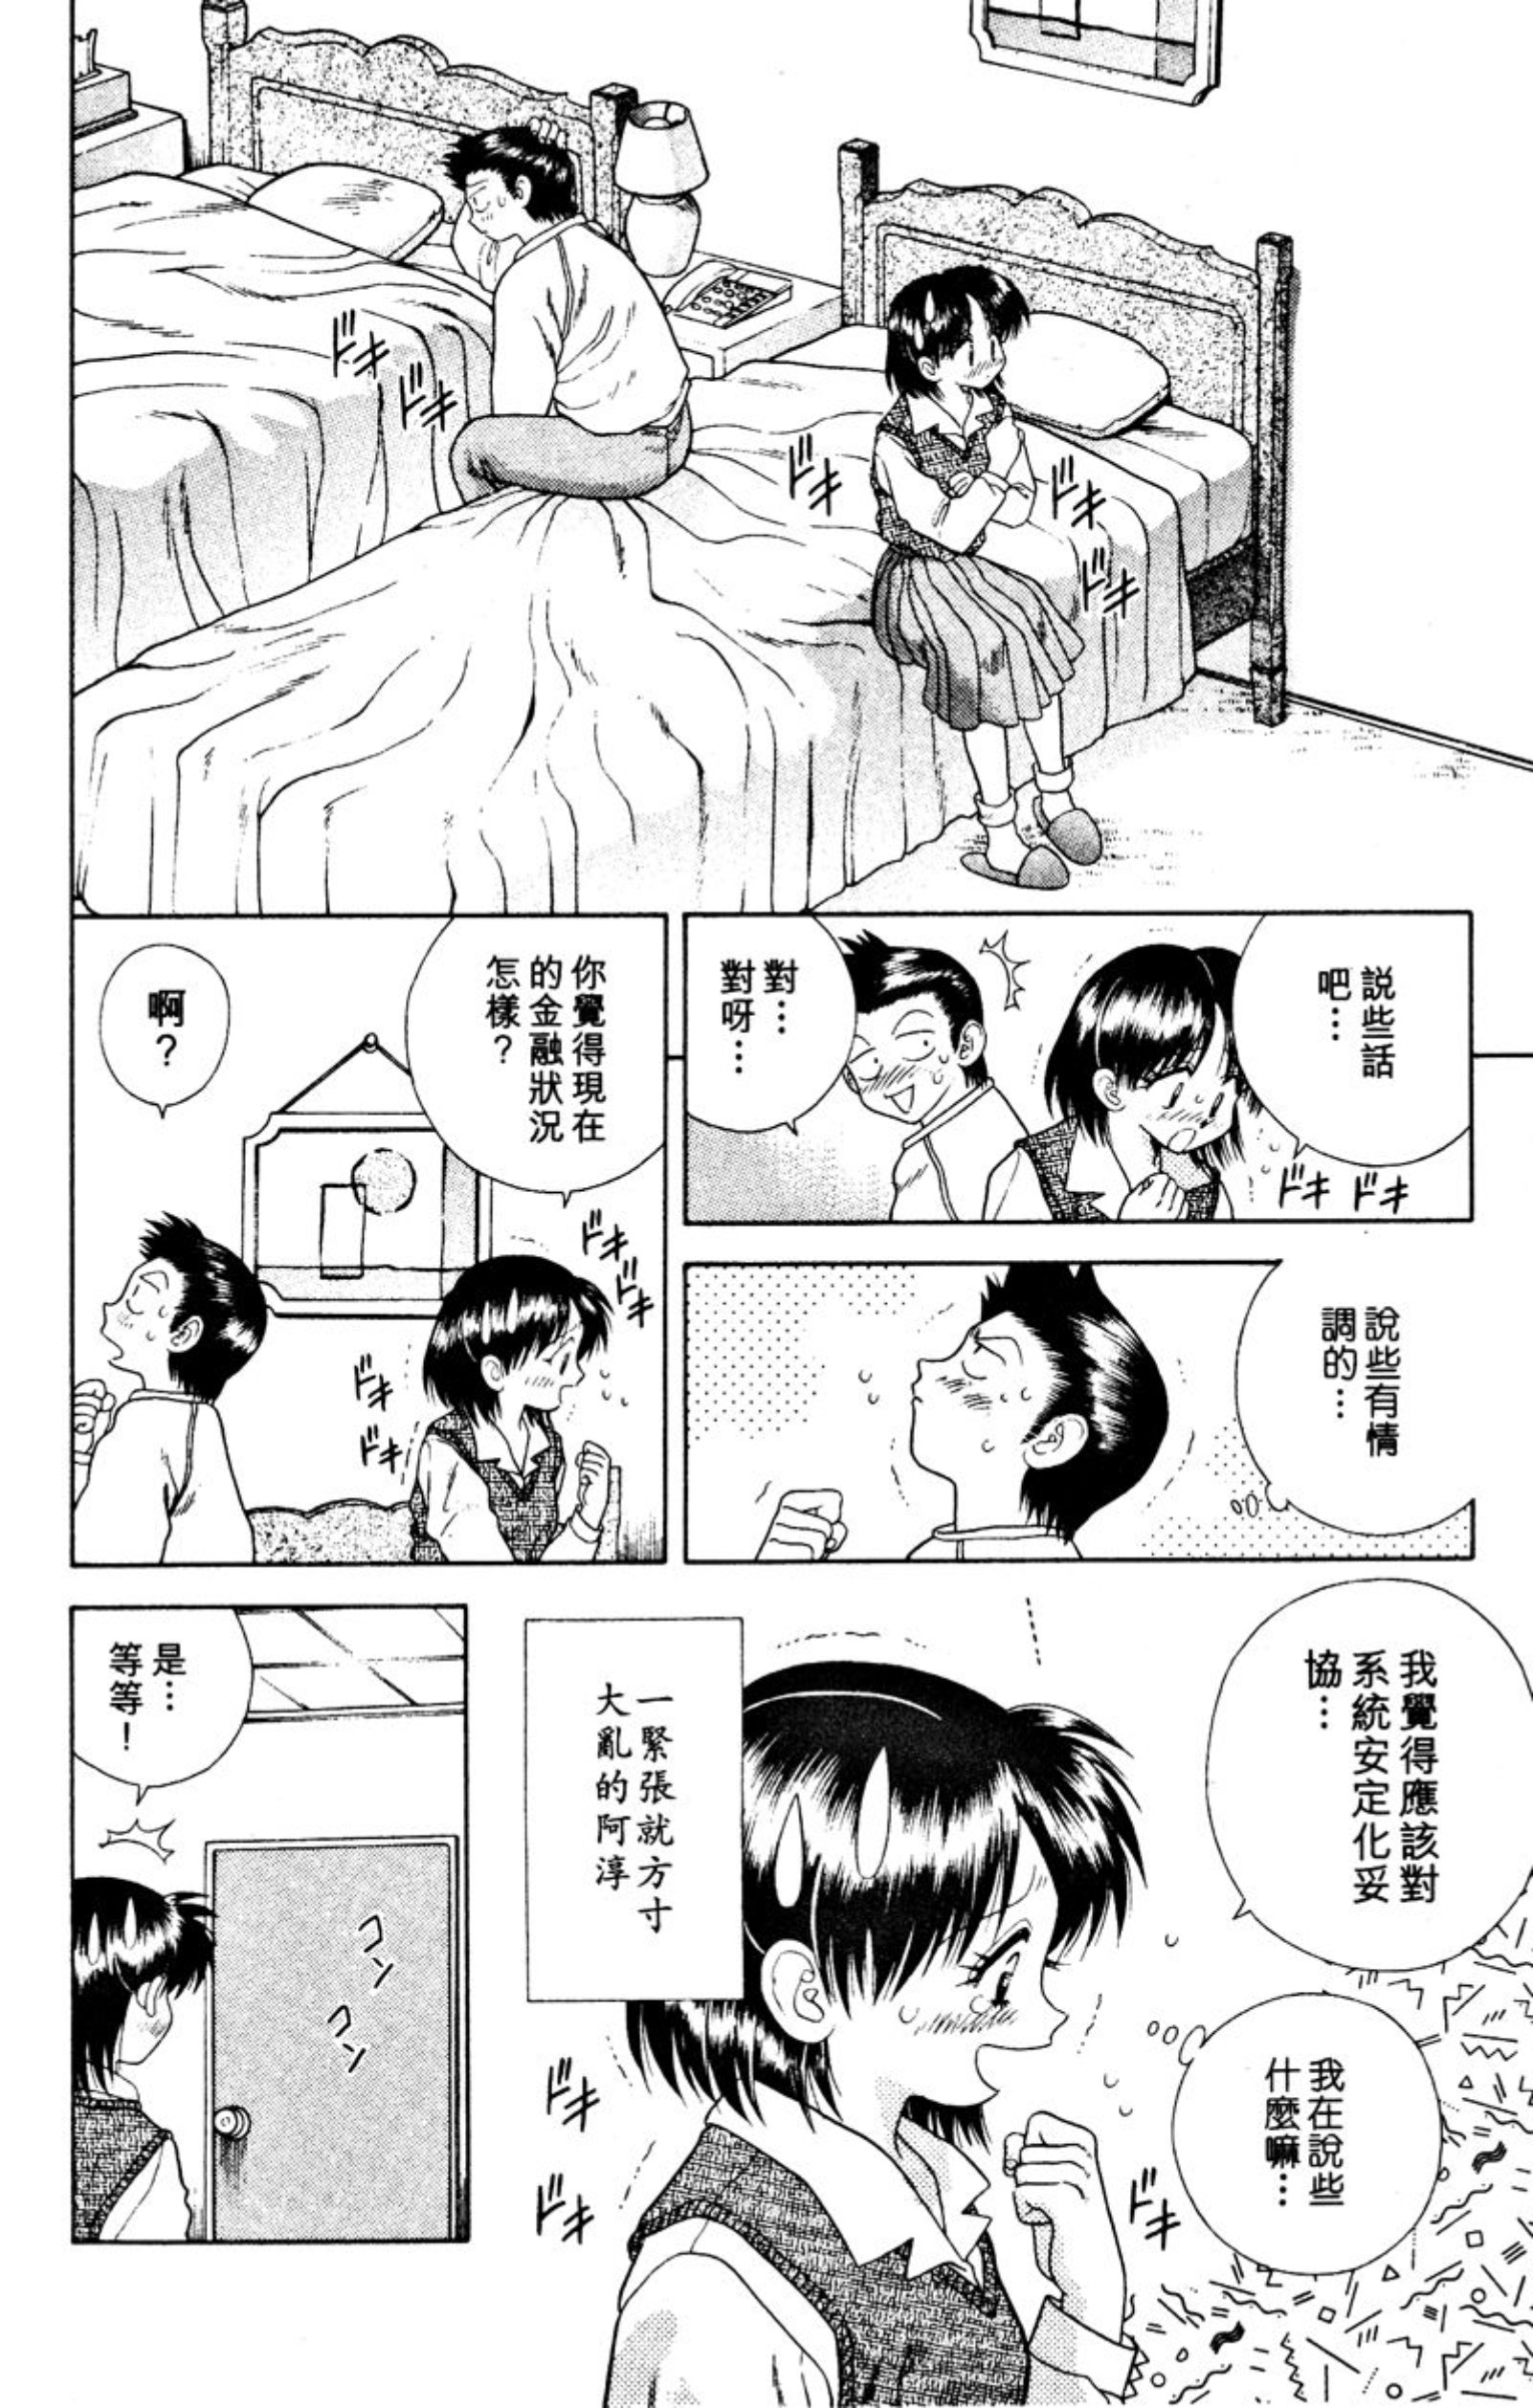 ドキ
ドキ
ドキ
ドキ
ドキ
説些話
吧…
對…
對呀…
ドキ
ドキ
說些有情
調的…
你覺得現在
的金融狀況
怎樣？
啊？
ドキ
ドキ
ドキ
ドキ
我覺得應該對
系統安定化妥
協…
我在說些
什麼嘛…
ドキ
ドキ
ドキ
一緊張就方寸
大亂的阿淳
是…
等等！
コン
コン